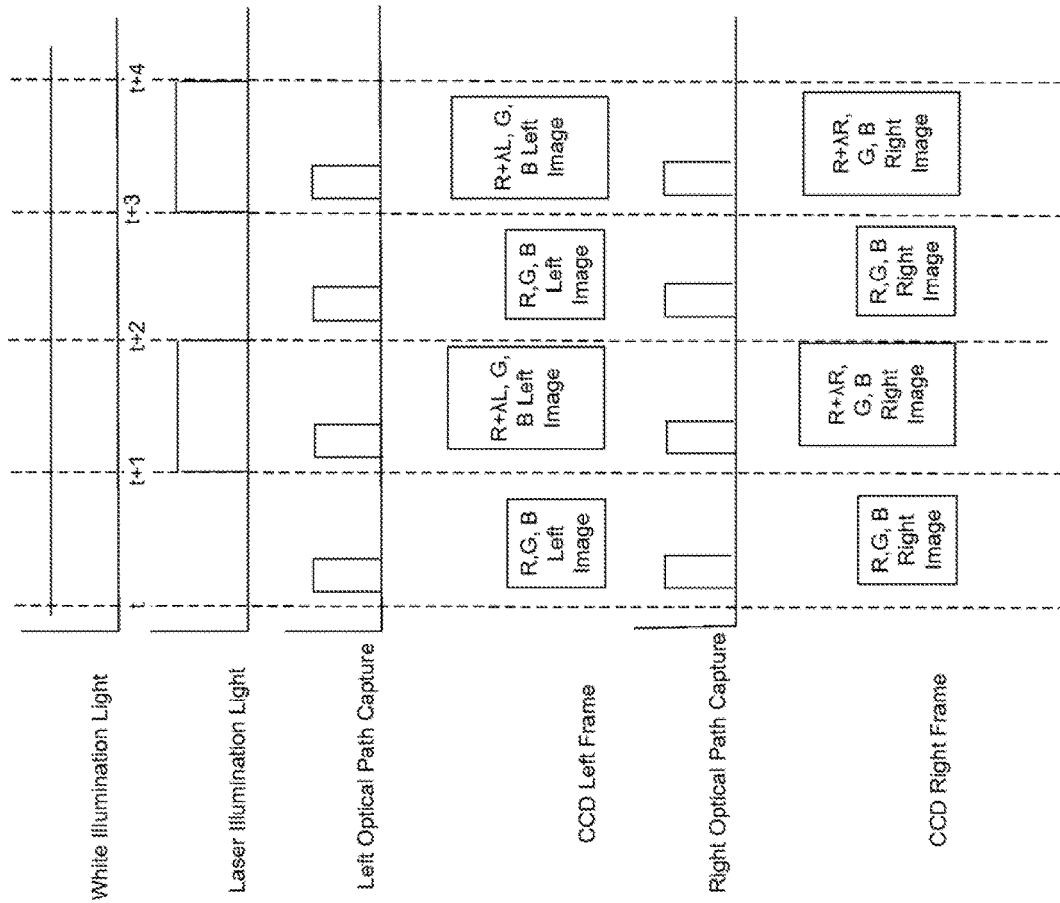 White Illumination Light
Laser Illumination Light
t
t+1
t+2
t+3
t+4
Left Optical Path Capture
CCD Left Frame
R,G, B
Left
Image
R+λL, G,
B Left
Image
R,G, B
Left
Image
R+λL, G,
B Left
Image
Right Optical Path Capture
CCD Right Frame
R,G, B
Right
Image
R+λR,
G, B
Right
Image
R,G, B
Right
Image
R+λR,
G, B
Right
Image